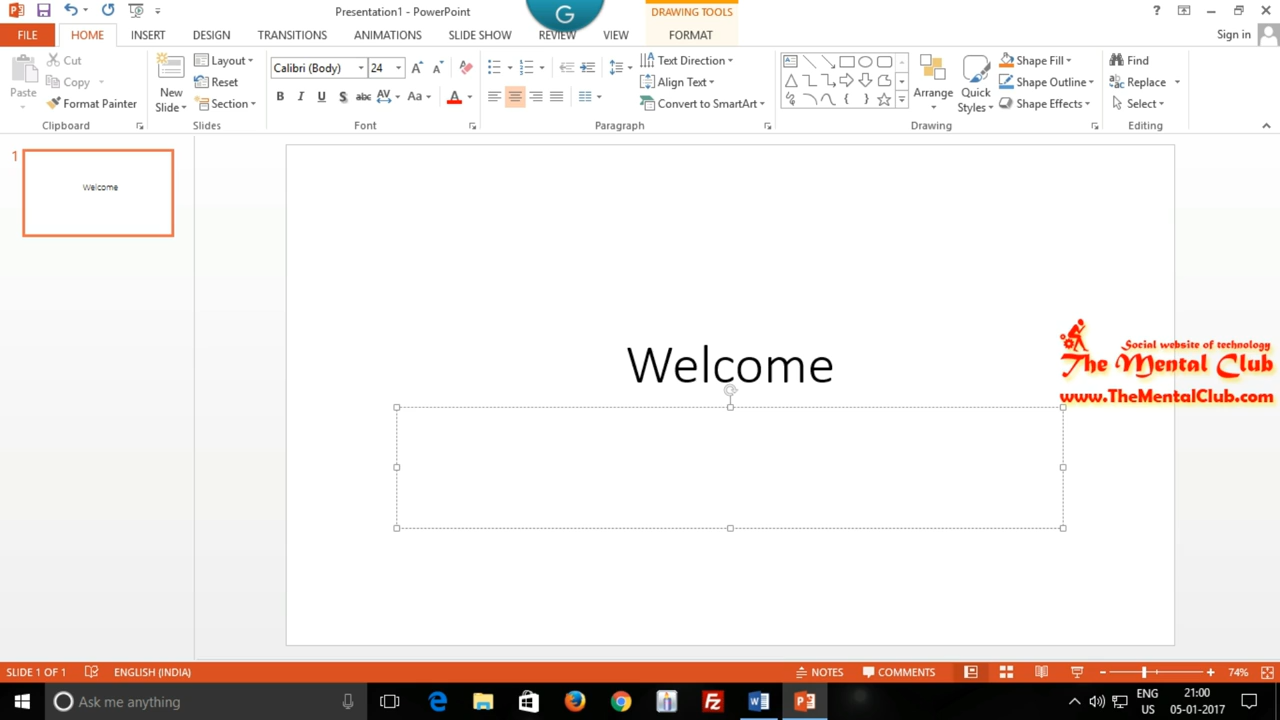 Presentation1 - PowerPoint
DRAWING TOOLS
FILE HOME INSERT DESIGN TRANSITIONS ANIMATIONS SLIDE SHOW REVIEW VIEW FORMAT
Sign in
Paste
Cut
Copy
Format Painter
Clipboard
New
Slide
Layout
Reset
Section
Slides
Calibri (Body) 24
B I U S abc AV Aa A
Font
Text Direction
Align Text
Convert to SmartArt
Paragraph
Arrange
Quick
Styles
Shape Fill
Shape Outline
Shape Effects
Drawing
Find
Replace
Select
Editing
1
Welcome
Welcome
Social website of technology
The Mental Club
www.TheMentalClub.com
SLIDE 1 OF 1 ENGLISH (INDIA) NOTES COMMENTS 74%
Ask me anything
ENG
US
21:00
05-01-2017